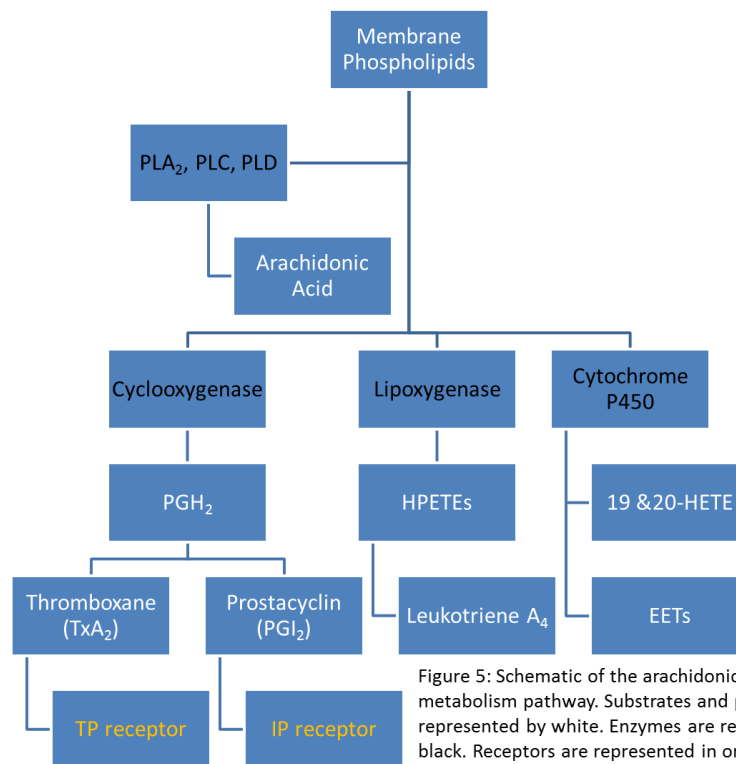 Membrane
Phospholipids
PLA₂, PLC, PLD
Arachidonic
Acid
Cyclooxygenase
Lipoxygenase
Cytochrome
P450
PGH₂
HPETEs
19 &20-HETE
Thromboxane
(TxA₂)
Prostacyclin
(PGI₂)
Leukotriene A₄
EETs
TP receptor
IP receptor
Figure 5: Schematic of the arachidonic
metabolism pathway. Substrates and
represented by white. Enzymes are
black. Receptors are represented in